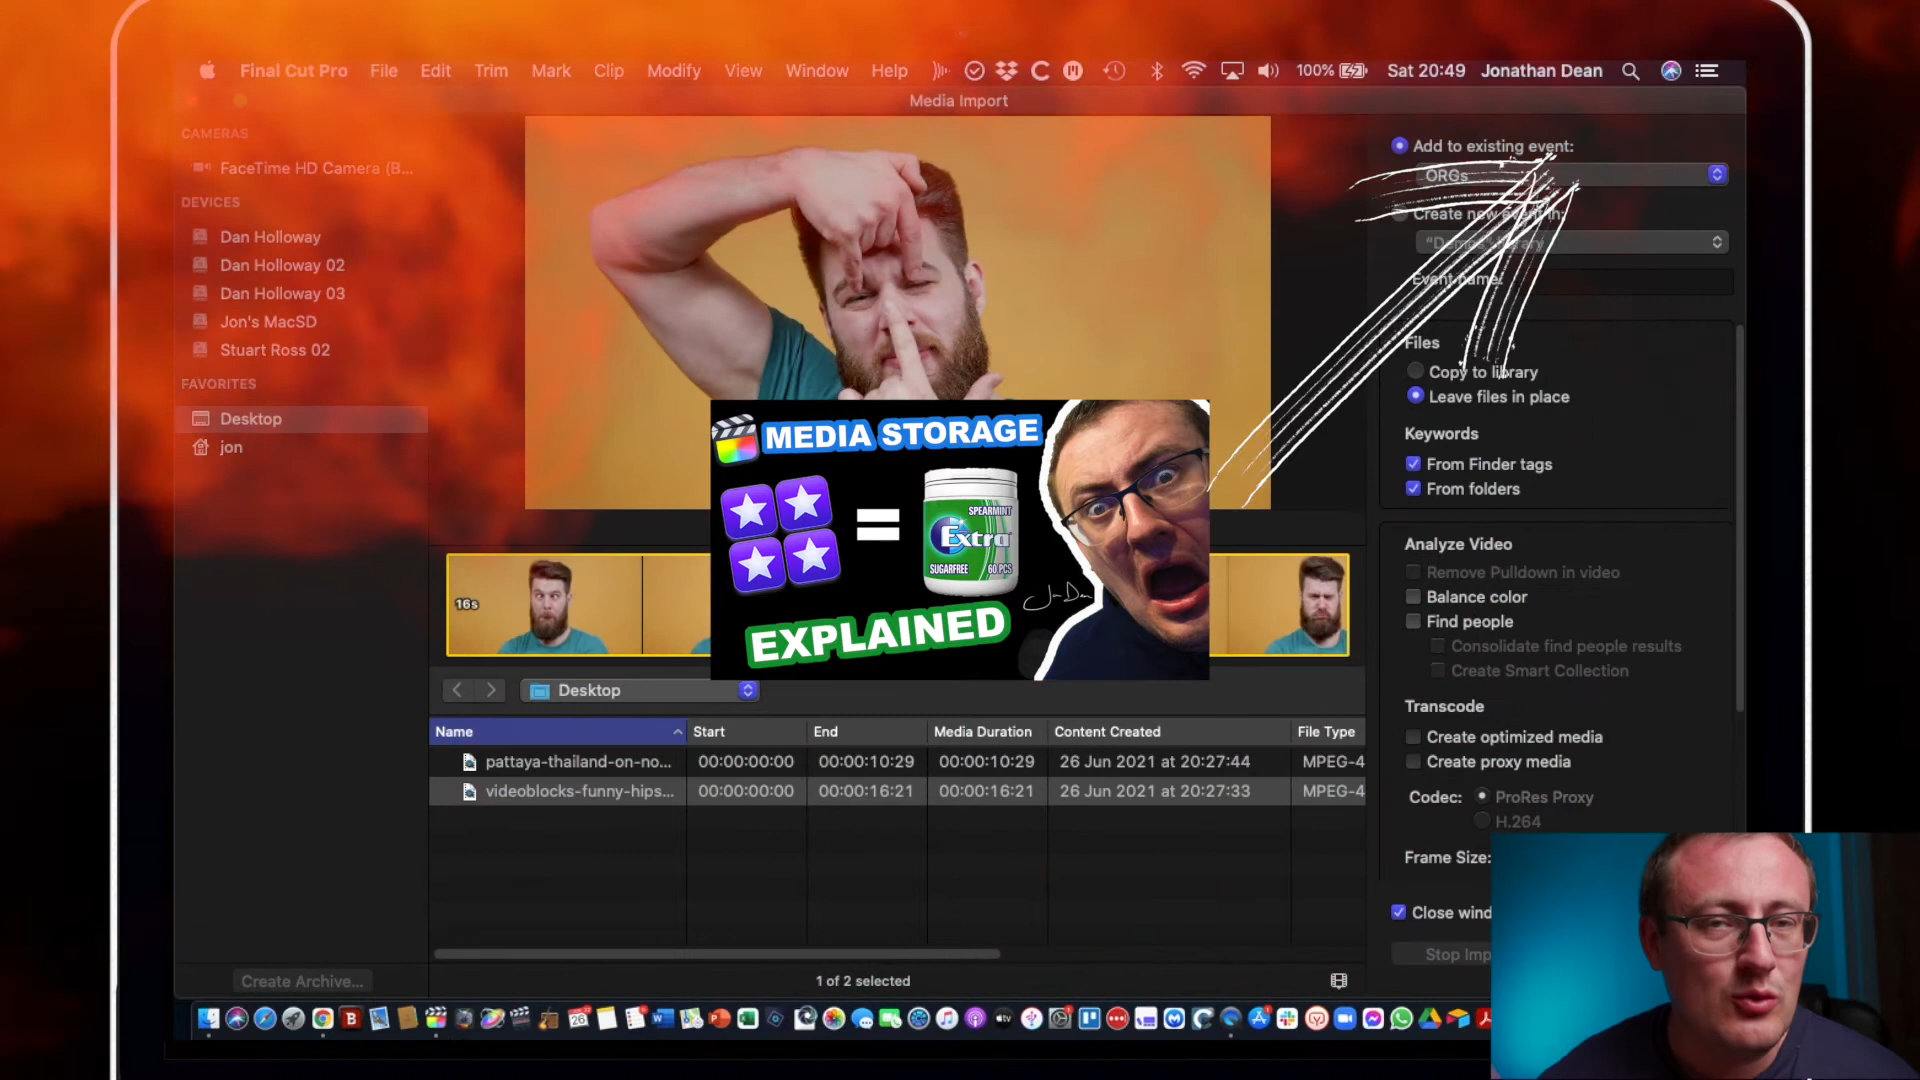 Final Cut Pro File Edit Trim Mark Clip Modify View Window Help 100% Sat 20:49 Jonathan Dean
Media Import
CAMERAS
FaceTime HD Camera (B...
DEVICES
Dan Holloway
Dan Holloway 02
Dan Holloway 03
Jon's MacSD
Stuart Ross 02
FAVORITES
Desktop
jon
Add to existing event:
ORGs
Create new event in:
Event name:
Files
Copy to library
Leave files in place
Keywords
From Finder tags
From folders
Analyze Video
Remove Pulldown in video
Balance color
Find people
Consolidate find people results
Create Smart Collection
Transcode
Create optimized media
Create proxy media
Codec: ProRes Proxy
H.264
Frame Size:
Close wind
Stop Imp
MEDIA STORAGE
=
SPEARMINT
Extra
SUGARFREE 60 PCS
EXPLAINED
16s
Desktop
Name Start End Media Duration Content Created File Type
pattaya-thailand-on-no... 00:00:00:00 00:00:10:29 00:00:10:29 26 Jun 2021 at 20:27:44 MPEG-4
videoblocks-funny-hips... 00:00:00:00 00:00:16:21 00:00:16:21 26 Jun 2021 at 20:27:33 MPEG-4
Create Archive...
1 of 2 selected